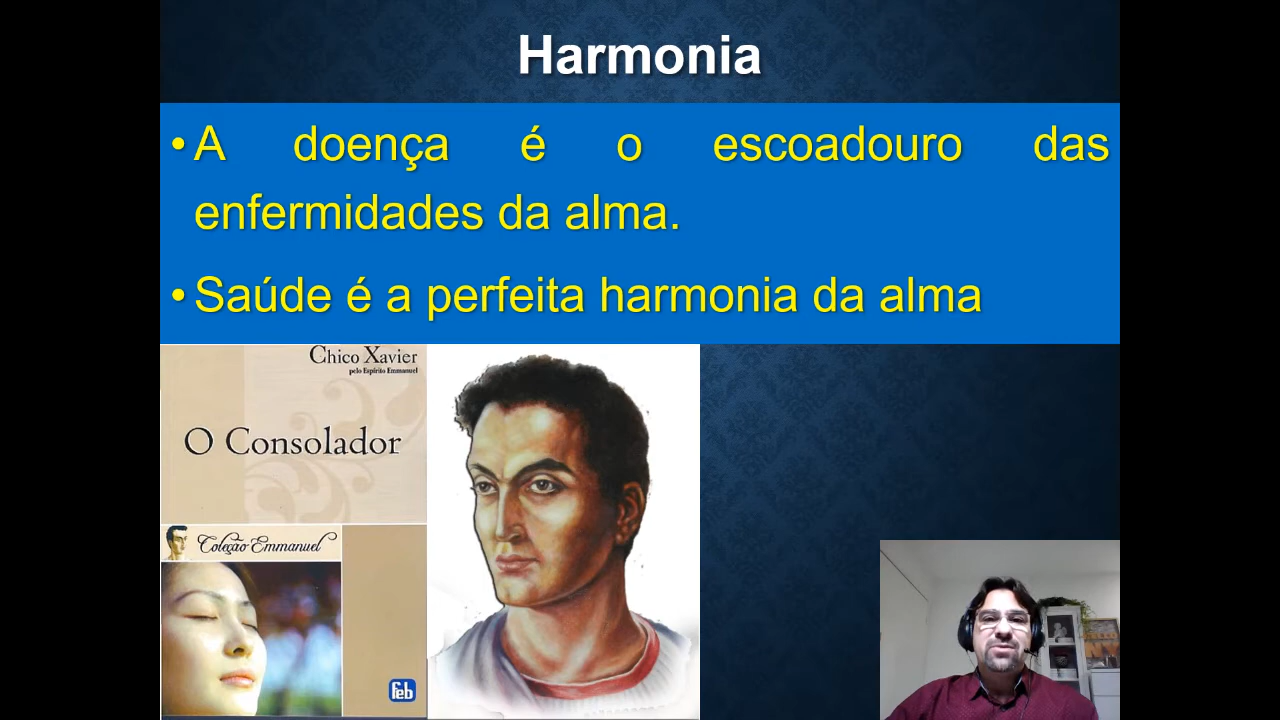 Harmonia
•A doença é o escoadouro das
enfermidades da alma.
•Saúde é a perfeita harmonia da alma
Chico Xavier
pelo Espírito Emmanuel
O Consolador
Coleção Emmanuel
feb
NY